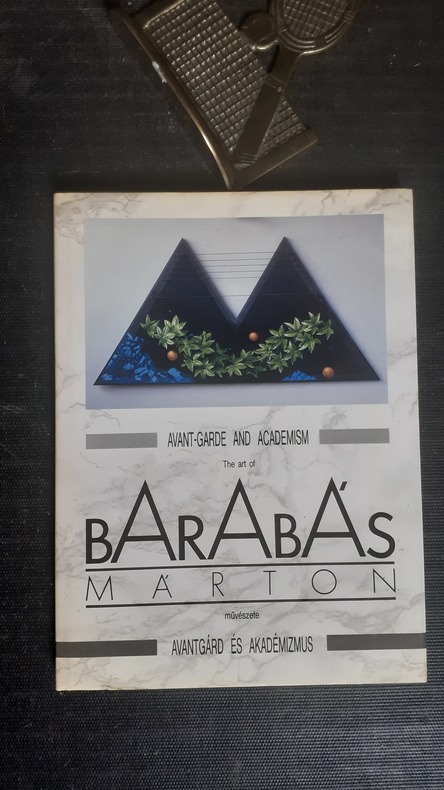 AVANT-GARDE AND ACADEMISM
The art of
BARABÁS
MÁRTON
művészete
AVANTGÁRD ÉS AKADÉMIZMUS